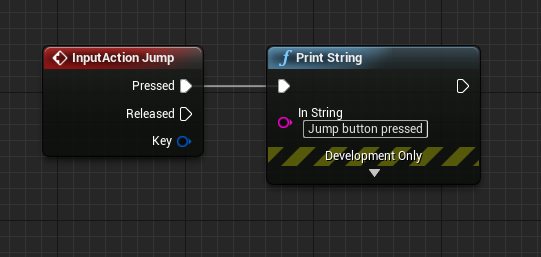 InputAction Jump
Pressed
Released
Key
f Print String
In String
Jump button pressed
Development Only